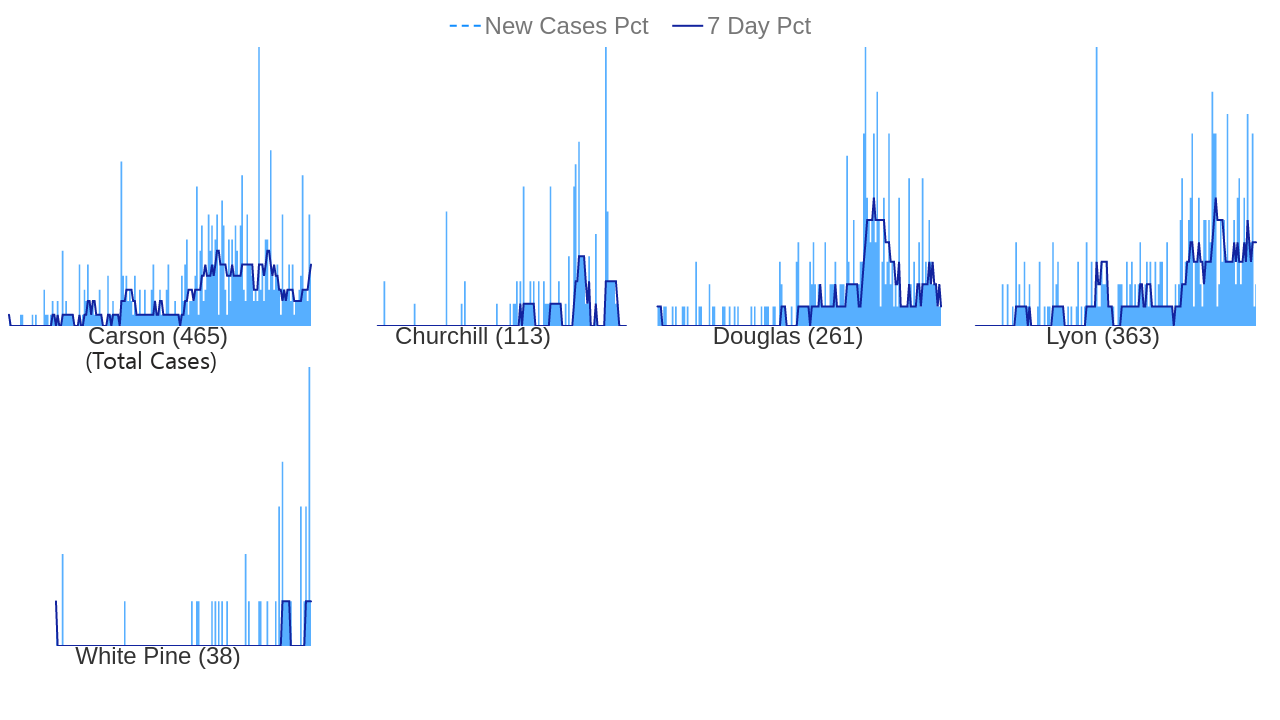 New Cases Pct 7 Day Pct
Carson (465) Churchill (113) Douglas (261) Lyon (363)
(Total Cases)
White Pine (38)